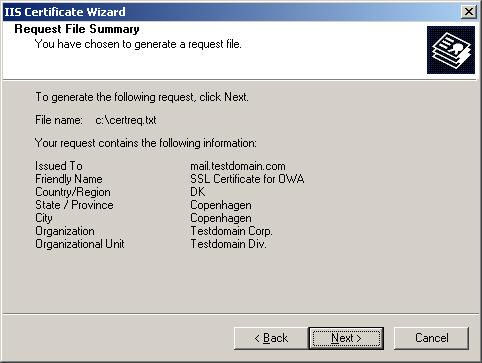 IIS Certificate Wizard
Request File Summary
You have chosen to generate a request file.
To generate the following request, click Next.
File name: c:\certreq.txt
Your request contains the following information:
Issued To mail.testdomain.com
Friendly Name SSL Certificate for OWA
Country/Region DK
State / Province Copenhagen
City Copenhagen
Organization Testdomain Corp.
Organizational Unit Testdomain Div.
< Back Next > Cancel